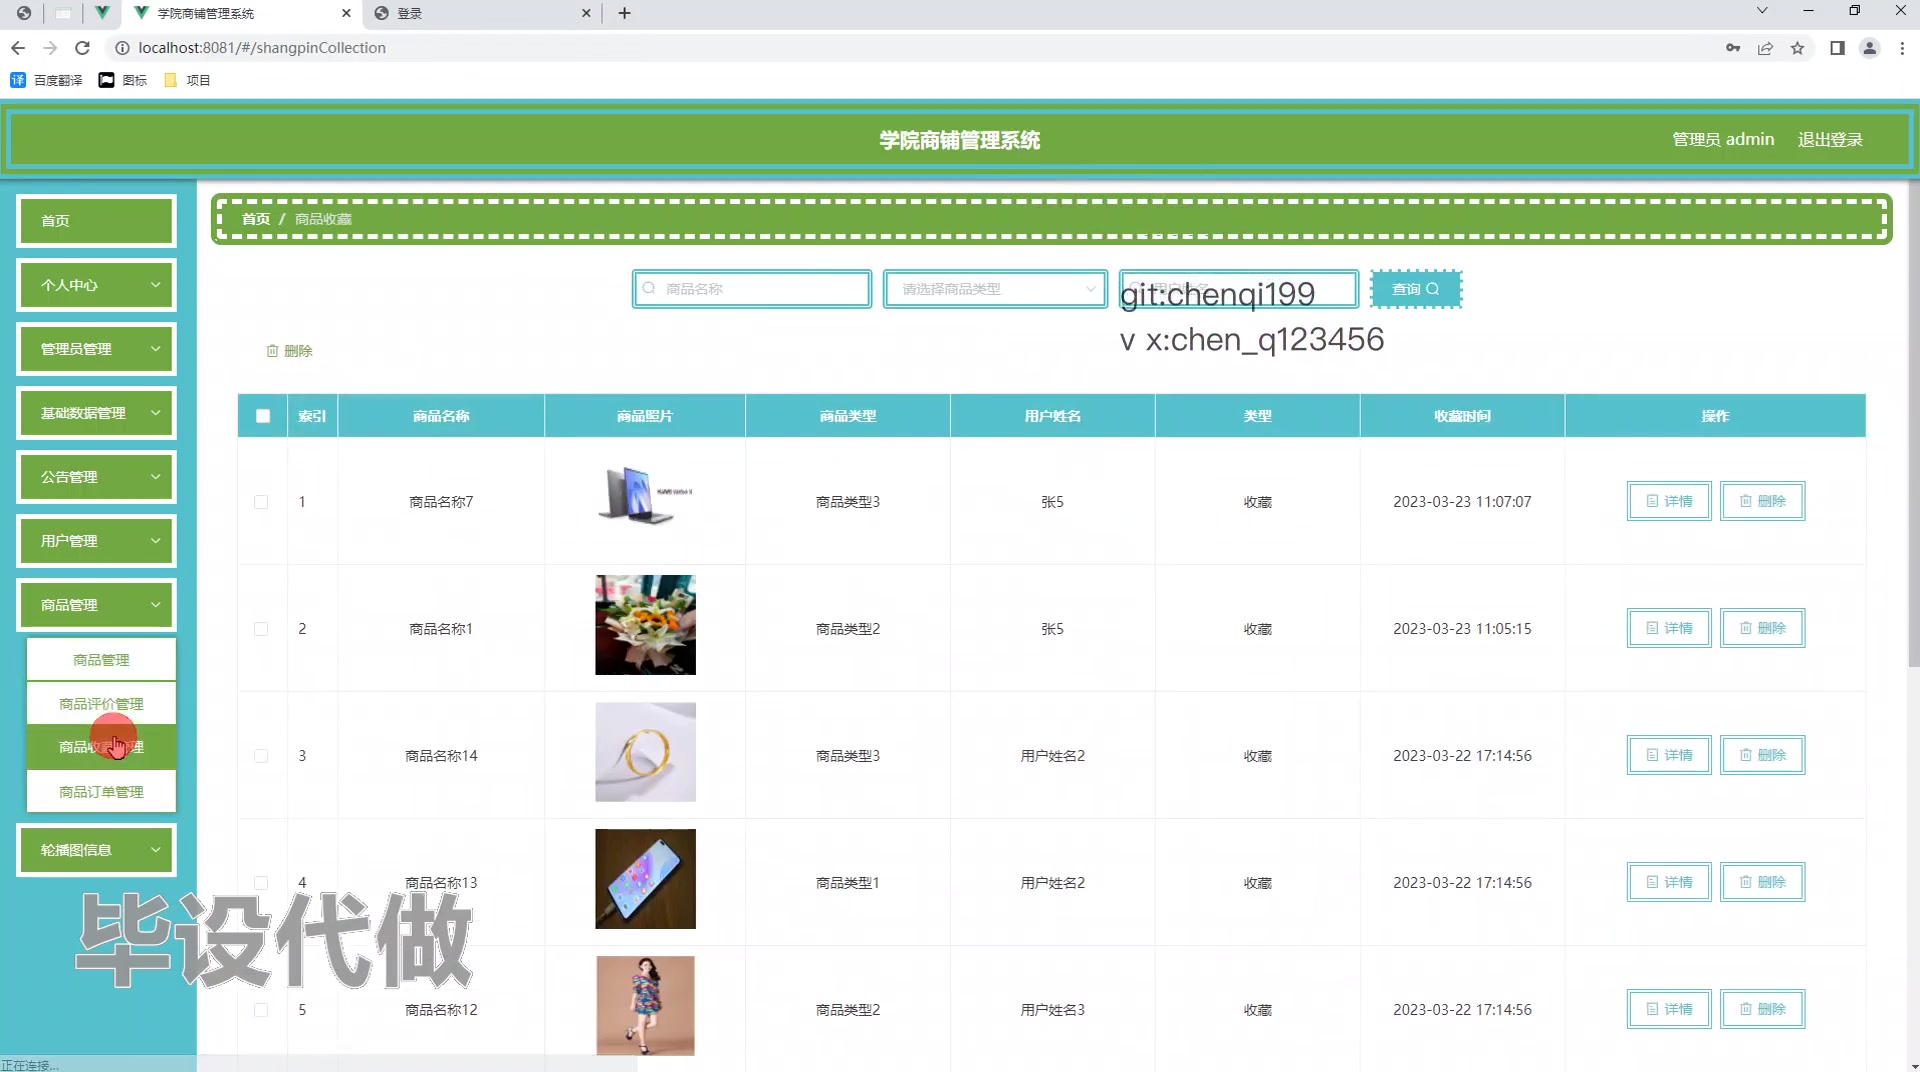 学院商铺管理系统
登录
localhost:8081/#/shangpinCollection
百度翻译
图标
项目
学院商铺管理系统
管理员 admin
退出登录
首页
个人中心
管理员管理
基础数据管理
公告管理
用户管理
商品管理
商品管理
商品评价管理
商品收藏管理
商品订单管理
轮播图信息
首页 / 商品收藏
商品名称
请选择商品类型
查询
git:chenqi199
v x:chen_q123456
删除
索引 商品名称 商品照片 商品类型 用户姓名 类型 收藏时间 操作
1 商品名称7 商品类型3 张5 收藏 2023-03-23 11:07:07 详情 删除
2 商品名称1 商品类型2 张5 收藏 2023-03-23 11:05:15 详情 删除
3 商品名称14 商品类型3 用户姓名2 收藏 2023-03-22 17:14:56 详情 删除
4 商品名称13 商品类型1 用户姓名2 收藏 2023-03-22 17:14:56 详情 删除
5 商品名称12 商品类型2 用户姓名3 收藏 2023-03-22 17:14:56 详情 删除
毕设代做
正在连接...